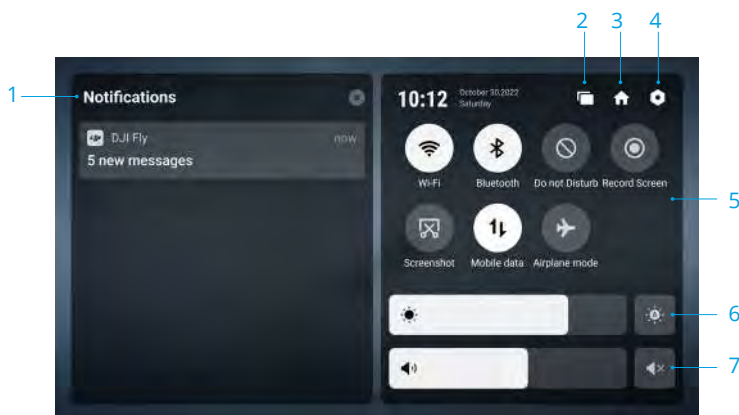 2 3 4
1
Notifications
DJI Fly now
5 new messages
10:12 October 30,2022
Saturday
Wi-Fi Bluetooth Do not Disturb Record Screen
5
Screenshot Mobile data Airplane mode
6
7